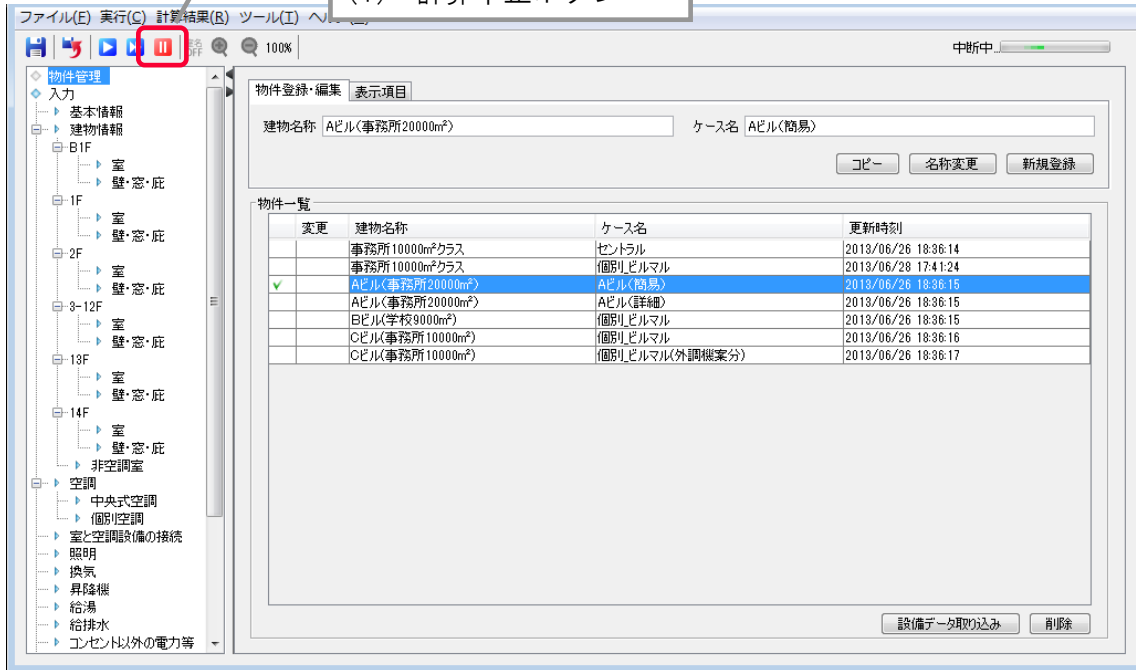 ファイル(F) 実行(C) 計算結果(R) ツール(T)
100%
中断中...
物件管理
入力
基本情報
建物情報
B1F
室
壁・窓・庇
1F
室
壁・窓・庇
2F
室
壁・窓・庇
3-12F
室
壁・窓・庇
13F
室
壁・窓・庇
14F
室
壁・窓・庇
非空調室
空調
中央式空調
個別空調
室と空調設備の接続
照明
換気
昇降機
給湯
給排水
コンセント以外の電力等
物件登録・編集 表示項目
建物名称 Aビル(事務所20000m²) ケース名 Aビル(簡易)
コピー 名称変更 新規登録
物件一覧
変更 建物名称 ケース名 更新時刻
事務所10000m²クラス セントラル 2013/06/26 18:36:14
事務所10000m²クラス 個別_ビルマル 2013/06/28 17:41:24
Aビル(事務所20000m²) Aビル(簡易) 2013/06/26 18:36:15
Aビル(事務所20000m²) Aビル(詳細) 2013/06/26 18:36:15
Bビル(学校9000m²) 個別_ビルマル 2013/06/26 18:36:15
Cビル(事務所10000m²) 個別_ビルマル 2013/06/26 18:36:16
Cビル(事務所10000m²) 個別_ビルマル(外調機案分) 2013/06/26 18:36:17
設備データ取り込み 削除